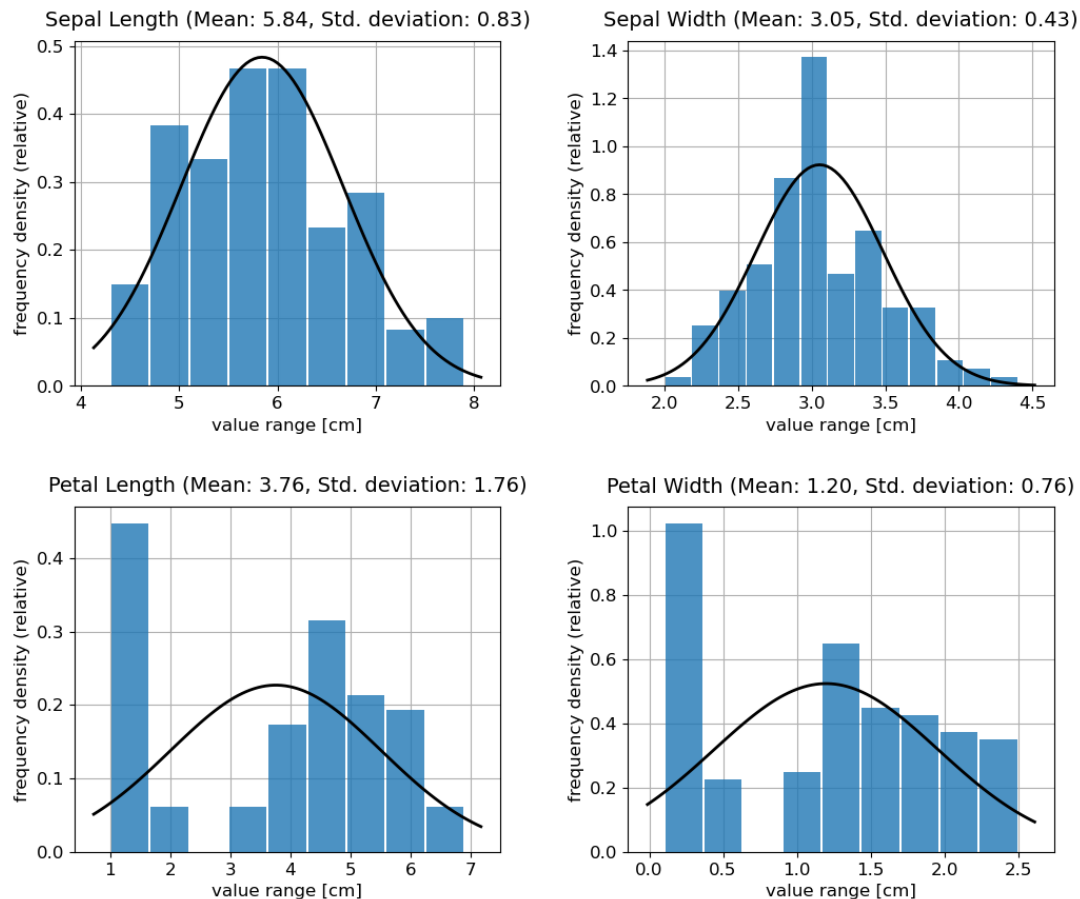 Sepal Length (Mean: 5.84, Std. deviation: 0.83)
frequency density (relative)
0.5
0.4
0.3
0.2
0.1
0.0
4 5 6 7 8
value range [cm]
Sepal Width (Mean: 3.05, Std. deviation: 0.43)
frequency density (relative)
1.4
1.2
1.0
0.8
0.6
0.4
0.2
0.0
2.0 2.5 3.0 3.5 4.0 4.5
value range [cm]
Petal Length (Mean: 3.76, Std. deviation: 1.76)
frequency density (relative)
0.4
0.3
0.2
0.1
0.0
1 2 3 4 5 6 7
value range [cm]
Petal Width (Mean: 1.20, Std. deviation: 0.76)
frequency density (relative)
1.0
0.8
0.6
0.4
0.2
0.0
0.0 0.5 1.0 1.5 2.0 2.5
value range [cm]